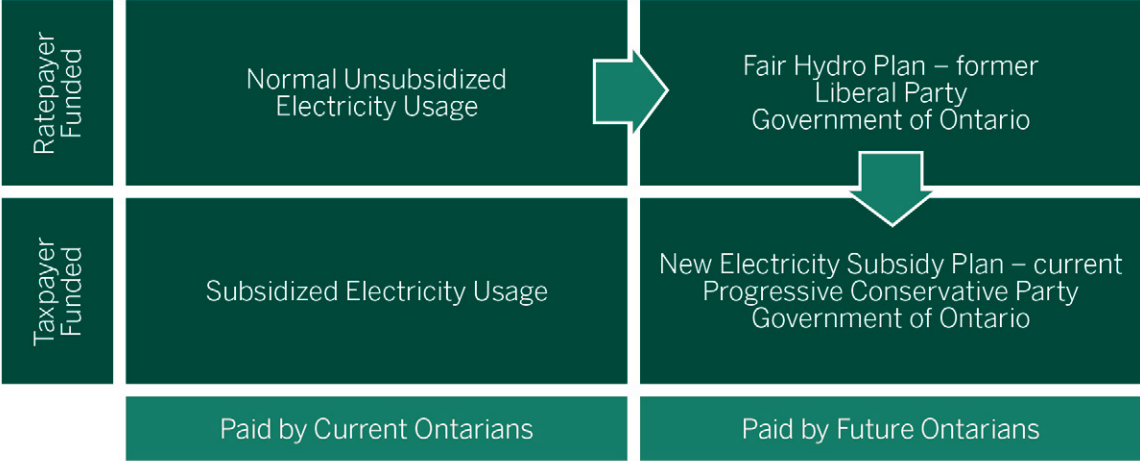 Ratepayer
Funded
Normal Unsubsidized
Electricity Usage
Fair Hydro Plan – former
Liberal Party
Government of Ontario
Taxpayer
Funded
Subsidized Electricity Usage
New Electricity Subsidy Plan – current
Progressive Conservative Party
Government of Ontario
Paid by Current Ontarians
Paid by Future Ontarians